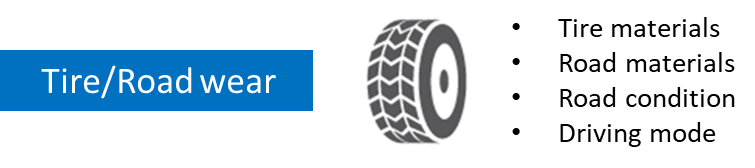 Tire/Road wear
• Tire materials
• Road materials
• Road condition
• Driving mode